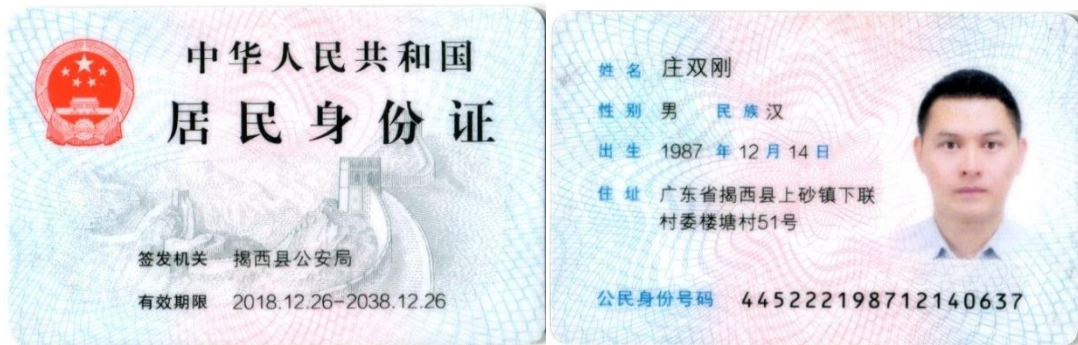 中华人民共和国
居民身份证
签发机关 揭西县公安局
有效期限 2018.12.26-2038.12.26
姓名 庄双刚
性别 男 民族 汉
出生 1987 年 12 月 14 日
住址 广东省揭西县上砂镇下联
村委楼塘村51号
公民身份号码 445222198712140637